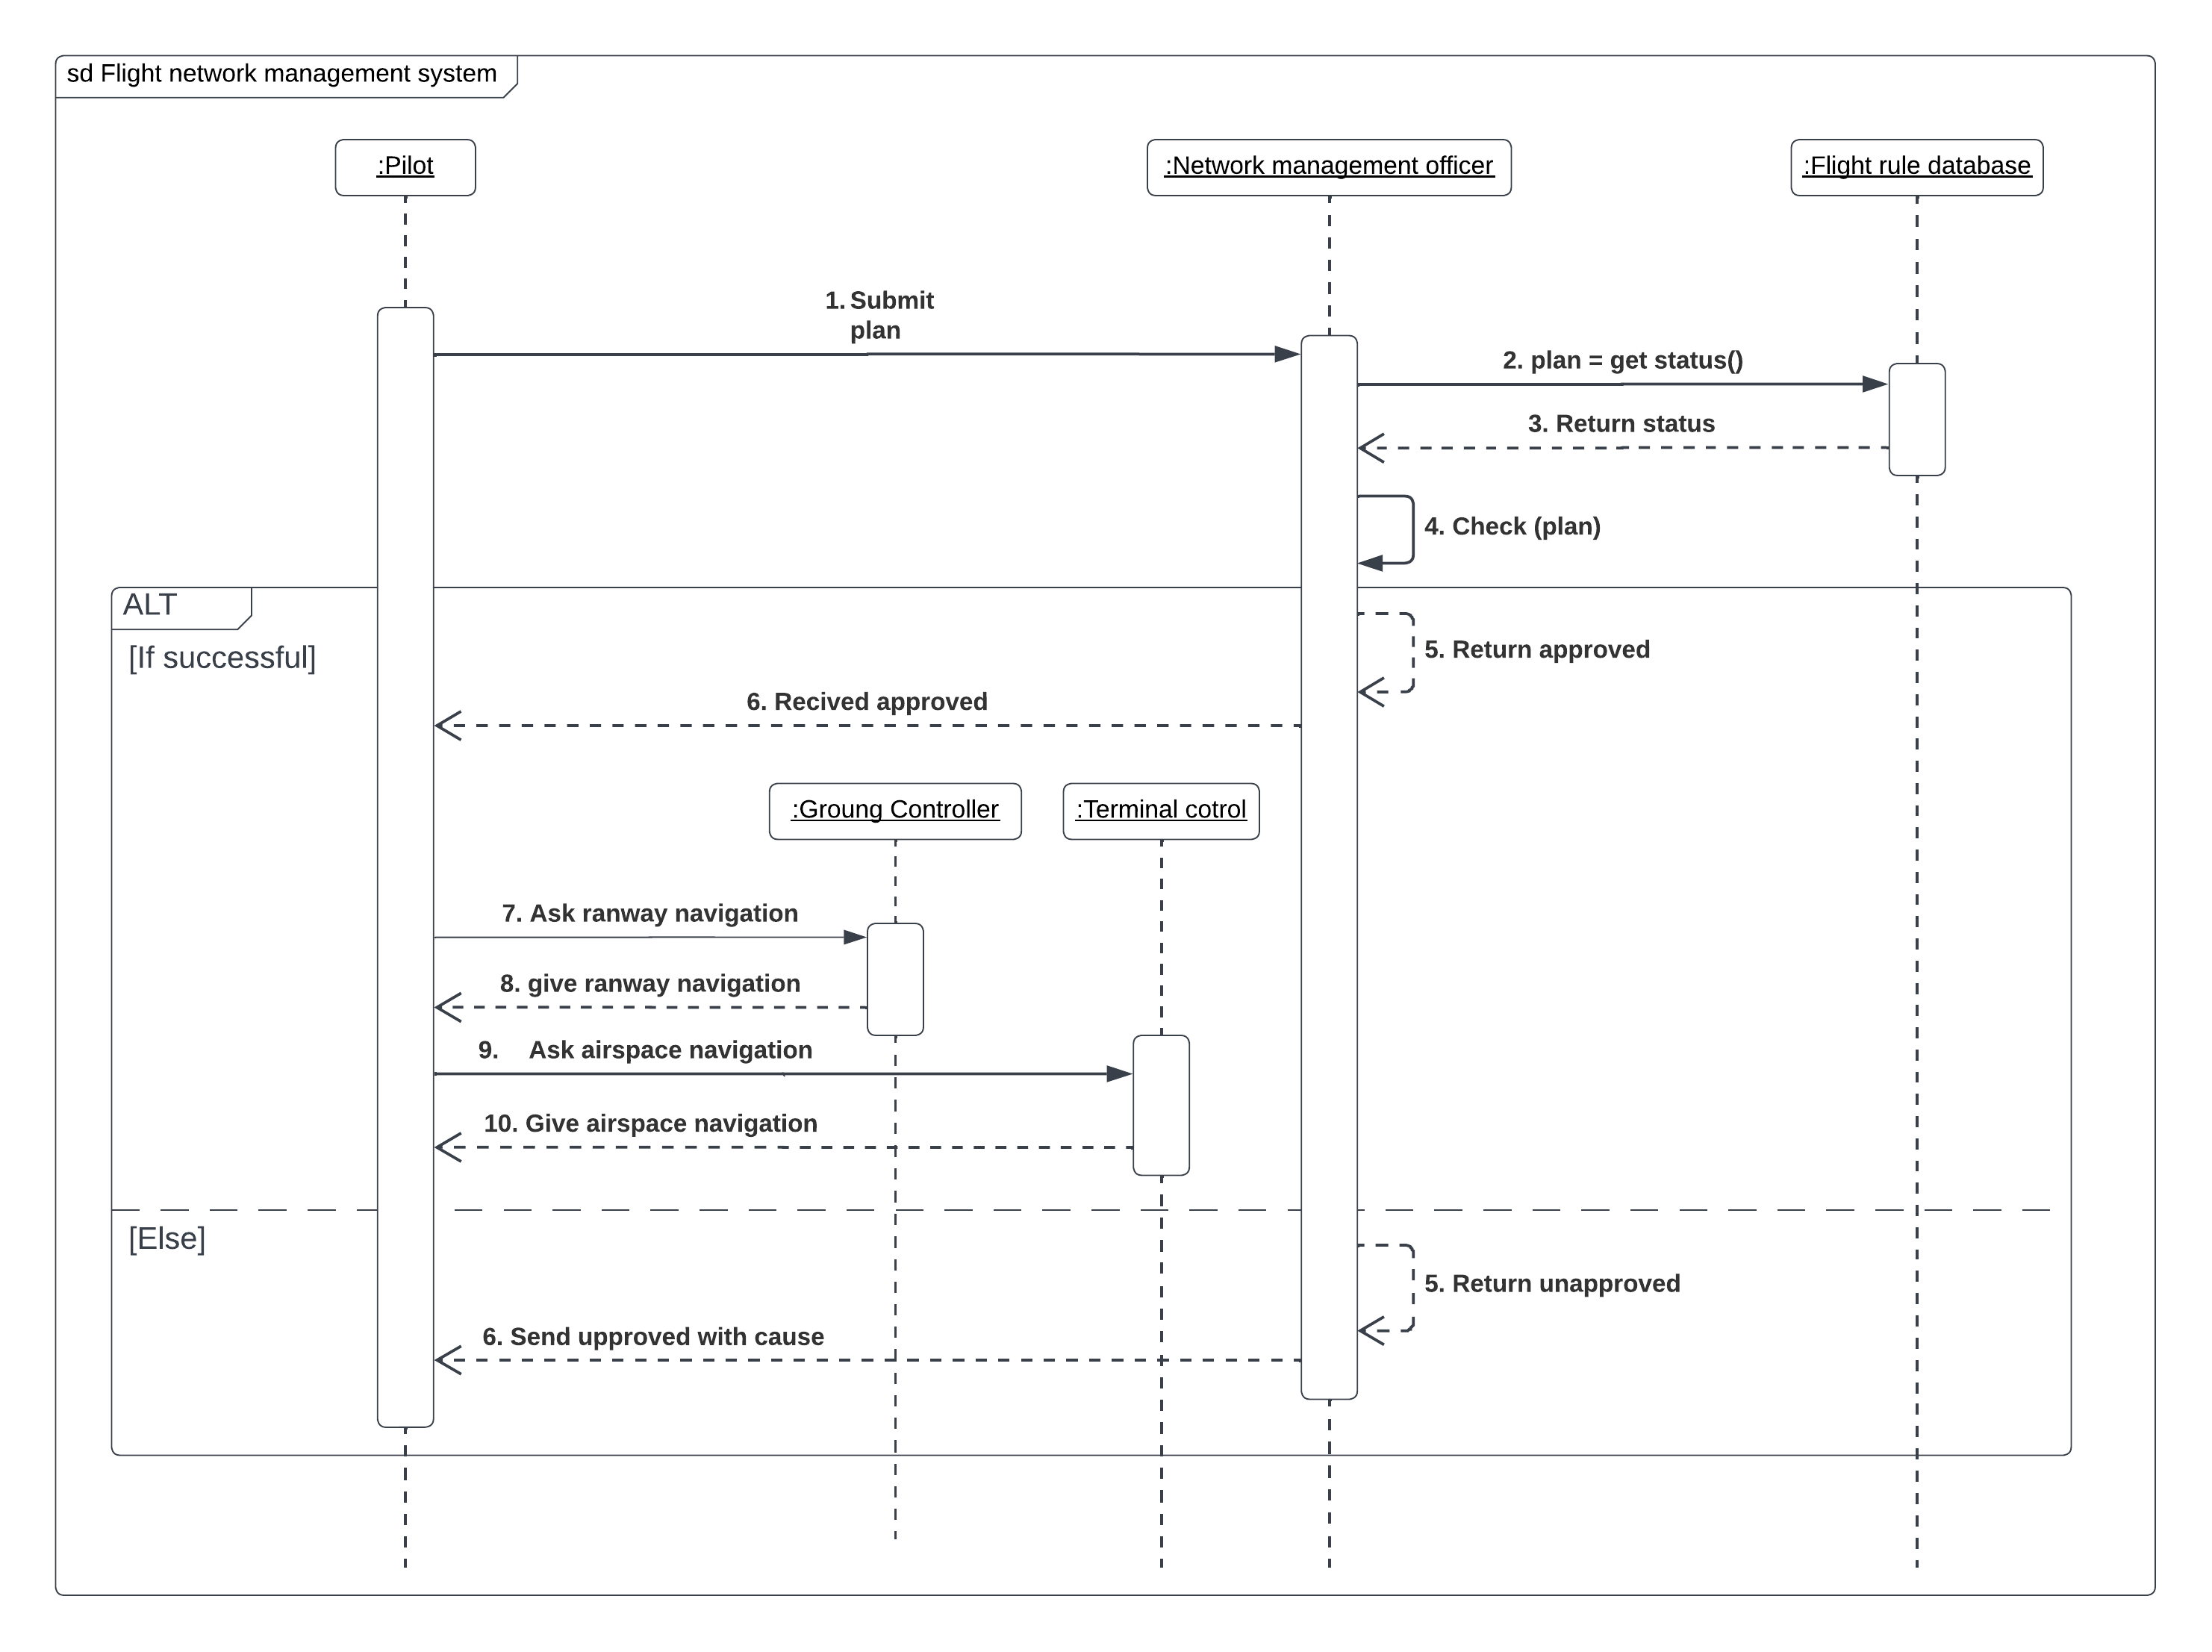 sd Flight network management system
:Pilot
:Network management officer
:Flight rule database
1. Submit
plan
2. plan = get status()
3. Return status
4. Check (plan)
ALT
[If successful]
5. Return approved
6. Recived approved
:Groung Controller
:Terminal cotrol
7. Ask ranway navigation
8. give ranway navigation
9. Ask airspace navigation
10. Give airspace navigation
[Else]
5. Return unapproved
6. Send upproved with cause